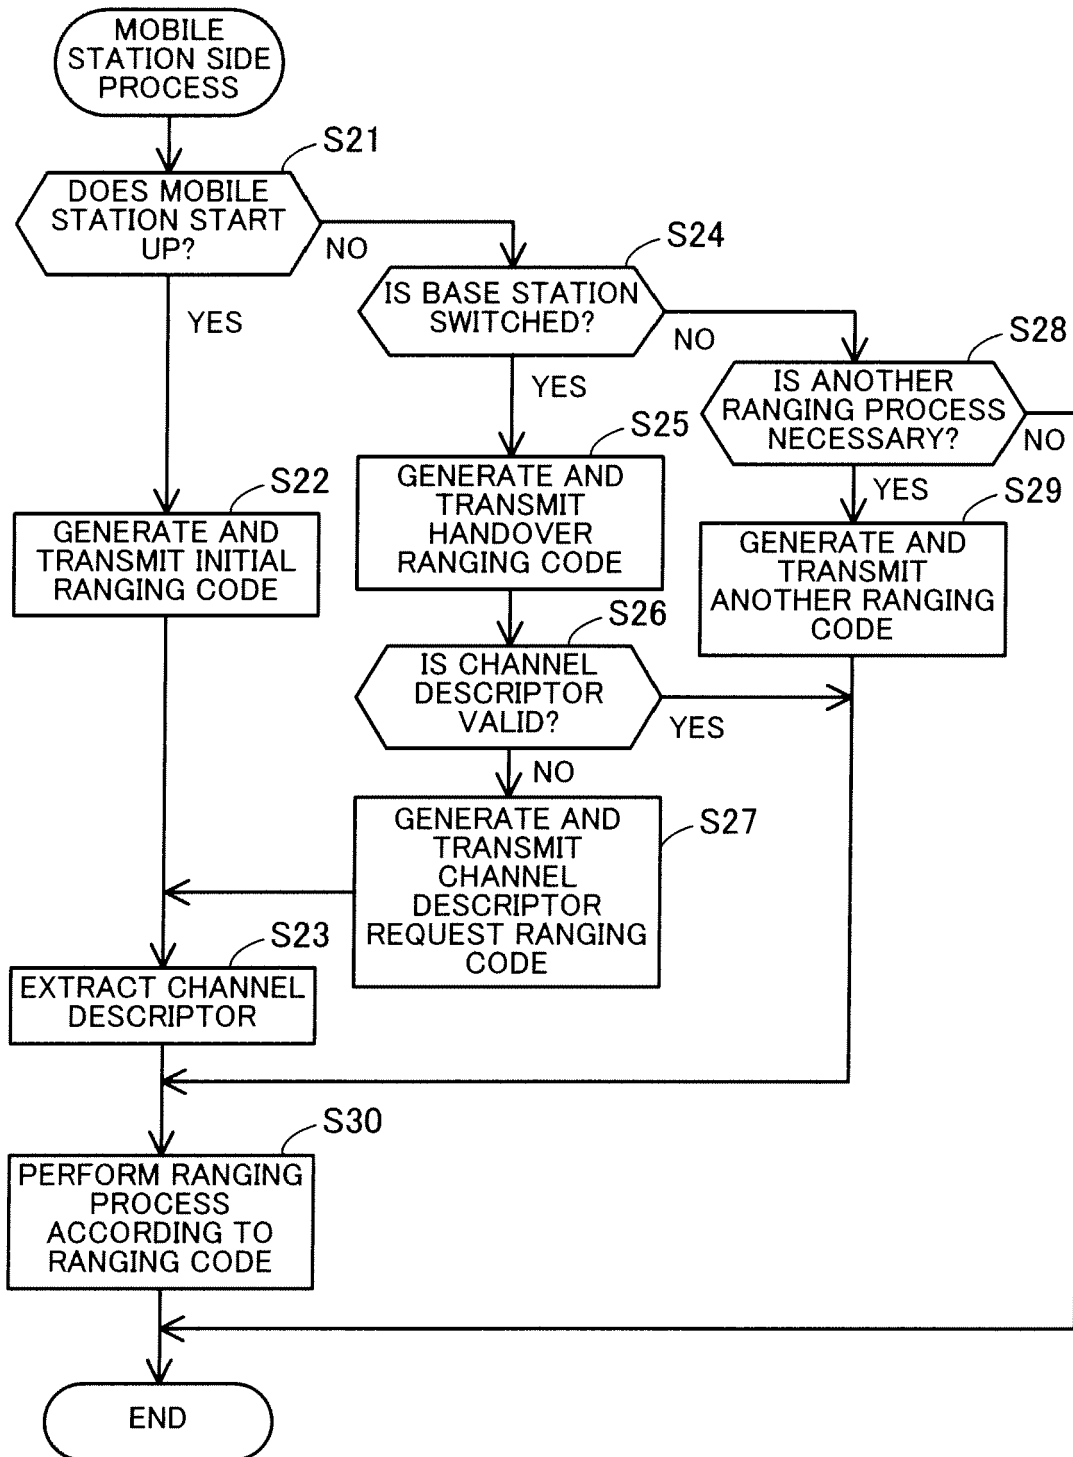 MOBILE
STATION SIDE
PROCESS
S21
DOES MOBILE
STATION START
UP?
NO
YES
S24
IS BASE STATION
SWITCHED?
NO
YES
S28
IS ANOTHER
RANGING PROCESS
NECESSARY?
NO
YES
S22
GENERATE AND
TRANSMIT INITIAL
RANGING CODE
S25
GENERATE AND
TRANSMIT
HANDOVER
RANGING CODE
S29
GENERATE AND
TRANSMIT
ANOTHER RANGING
CODE
S26
IS CHANNEL
DESCRIPTOR
VALID?
YES
NO
S27
GENERATE AND
TRANSMIT
CHANNEL
DESCRIPTOR
REQUEST RANGING
CODE
S23
EXTRACT CHANNEL
DESCRIPTOR
S30
PERFORM RANGING
PROCESS
ACCORDING TO
RANGING CODE
END